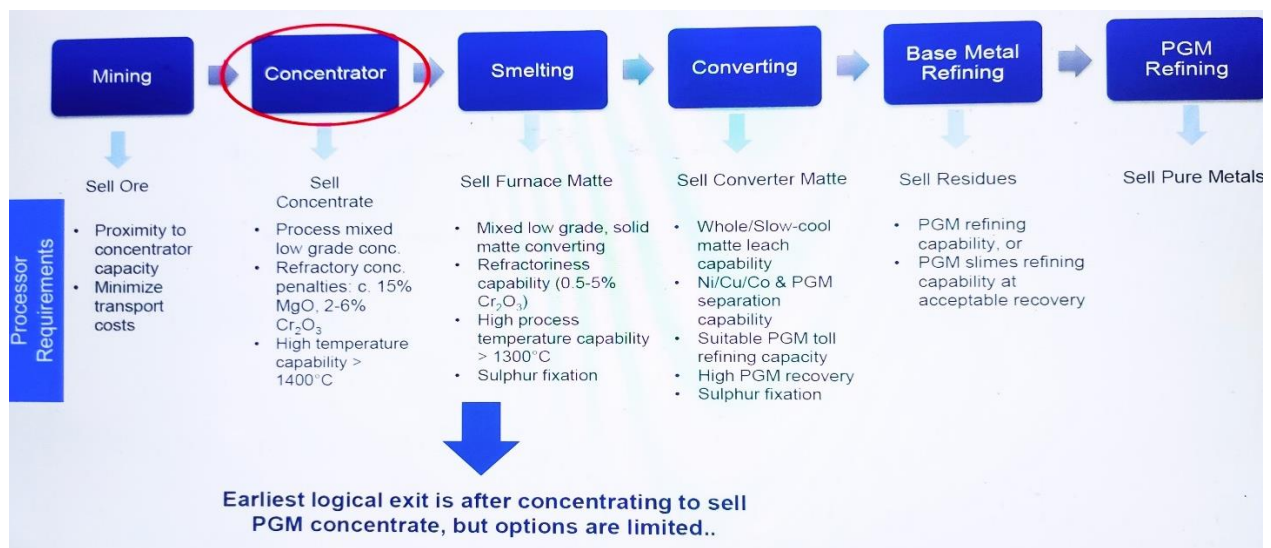 Mining
Concentrator
Smelting
Converting
Base Metal
Refining
PGM
Refining
Sell Ore
Sell
Concentrate
Sell Furnace Matte
Sell Converter Matte
Sell Residues
Sell Pure Metals
Processor
Requirements
• Proximity to
concentrator
capacity
• Minimize
transport
costs
• Process mixed
low grade conc.
• Refractory conc.
penalties: c. 15%
MgO, 2-6%
Cr₂O₃
• High temperature
capability >
1400°C
• Mixed low grade, solid
matte converting
• Refractoriness
capability (0.5-5%
Cr₂O₃)
• High process
temperature capability
> 1300°C
• Sulphur fixation
• Whole/Slow-cool
matte leach
capability
• Ni/Cu/Co & PGM
separation
capability
• Suitable PGM toll
refining capacity
• High PGM recovery
• Sulphur fixation
• PGM refining
capability, or
• PGM slimes refining
capability at
acceptable recovery
Earliest logical exit is after concentrating to sell
PGM concentrate, but options are limited..